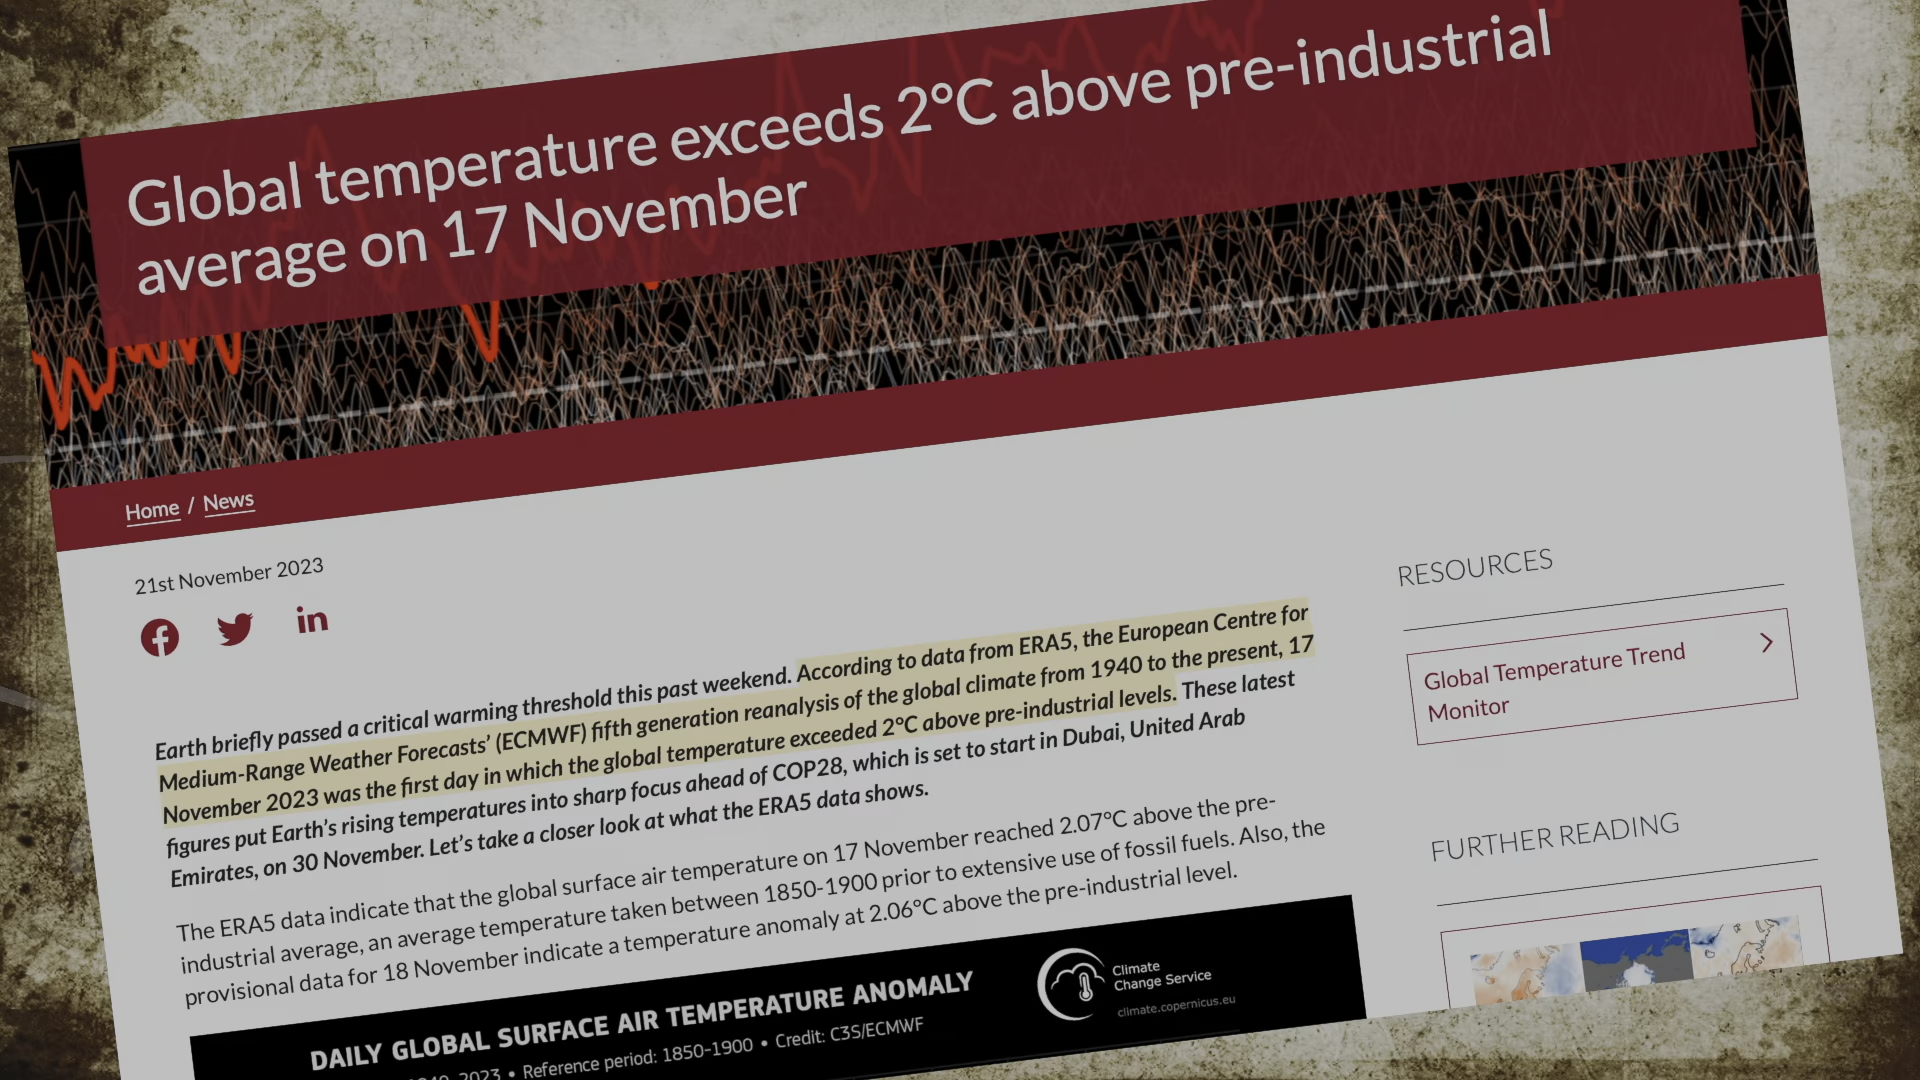 Global temperature exceeds 2°C above pre-industrial
average on 17 November
Home / News
21st November 2023
Earth briefly passed a critical warming threshold this past weekend. According to data from ERA5, the European Centre for
Medium-Range Weather Forecasts’ (ECMWF) fifth generation reanalysis of the global climate from 1940 to the present, 17
November 2023 was the first day in which the global temperature exceeded 2°C above pre-industrial levels. These latest
figures put Earth’s rising temperatures into sharp focus ahead of COP28, which is set to start in Dubai, United Arab
Emirates, on 30 November. Let’s take a closer look at what the ERA5 data shows.
The ERA5 data indicate that the global surface air temperature on 17 November reached 2.07°C above the pre-
industrial average, an average temperature taken between 1850-1900 prior to extensive use of fossil fuels. Also, the
provisional data for 18 November indicate a temperature anomaly at 2.06°C above the pre-industrial level.
DAILY GLOBAL SURFACE AIR TEMPERATURE ANOMALY
2023 • Reference period: 1850-1900 • Credit: C3S/ECMWF
Climate
Change Service
climate.copernicus.eu
RESOURCES
Global Temperature Trend
Monitor
FURTHER READING